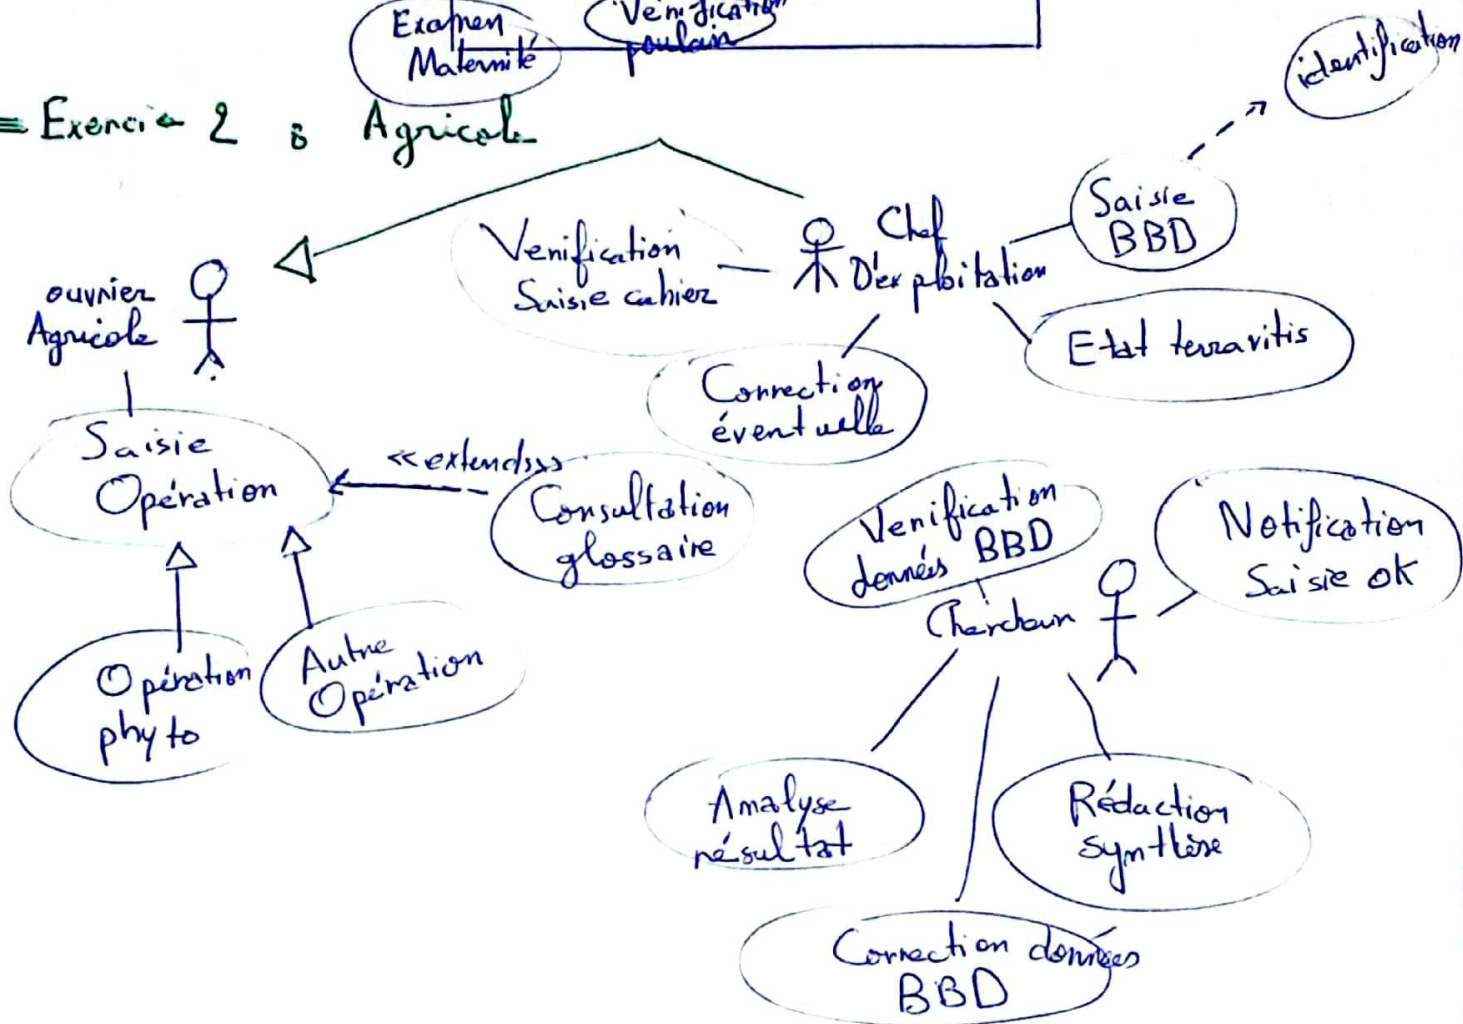 Examen
Maternité
Vérification
poulain
identification
Exercice 2 : Agricole
Saisie
BBD
Chef
D'exploitation
Verification
Saisie cahier
ouvrier
Agricole
Etat terravitis
Correction
éventuelle
Saisie
Opération
<<extends>>
Consultation
glossaire
Verification
données BBD
Notification
Saisie ok
Chercheur
Opération
phyto
Autre
Opération
Analyse
résultat
Rédaction
synthèse
Correction données
BBD